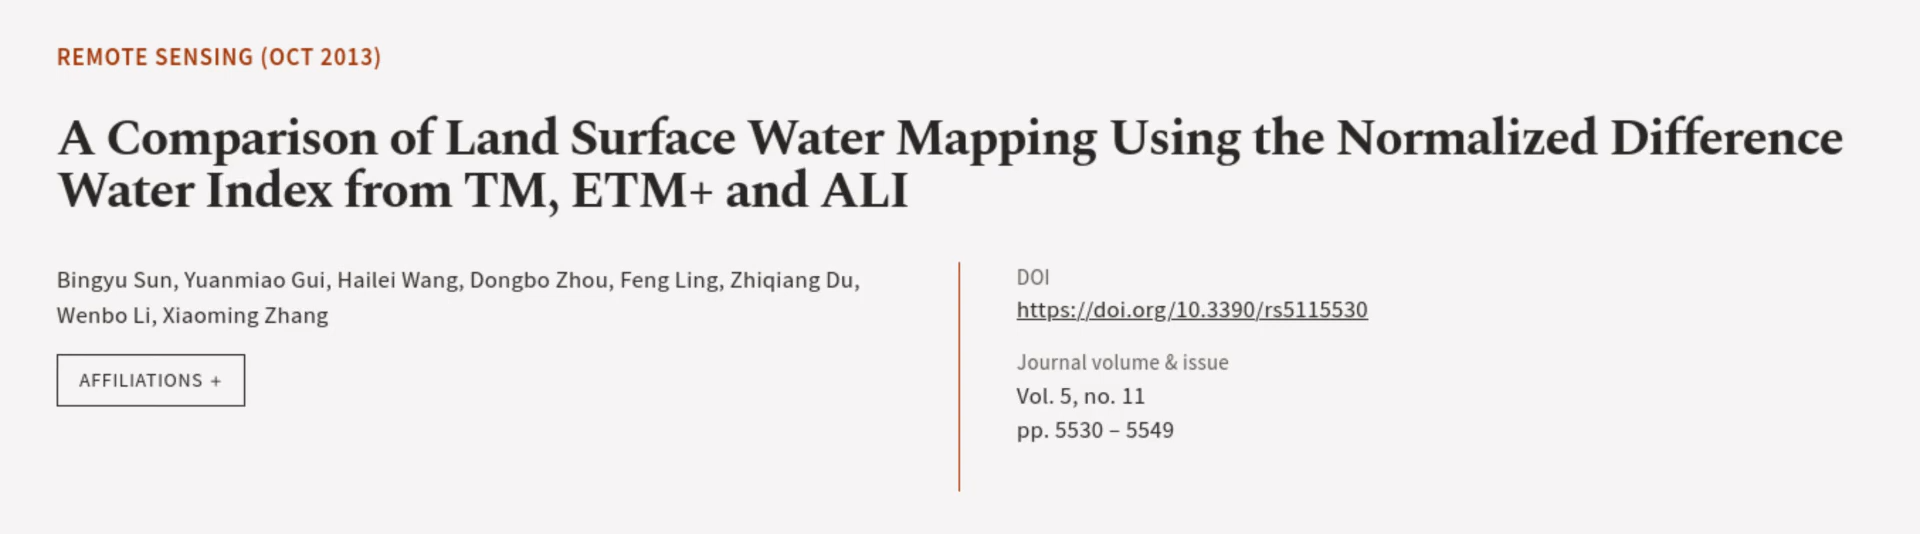 REMOTE SENSING (OCT 2013)
A Comparison of Land Surface Water Mapping Using the Normalized Difference
Water Index from TM, ETM+ and ALI
Bingyu Sun, Yuanmiao Gui, Hailei Wang, Dongbo Zhou, Feng Ling, Zhiqiang Du,
Wenbo Li, Xiaoming Zhang
AFFILIATIONS +
DOI
https://doi.org/10.3390/rs5115530
Journal volume & issue
Vol. 5, no. 11
pp. 5530 – 5549